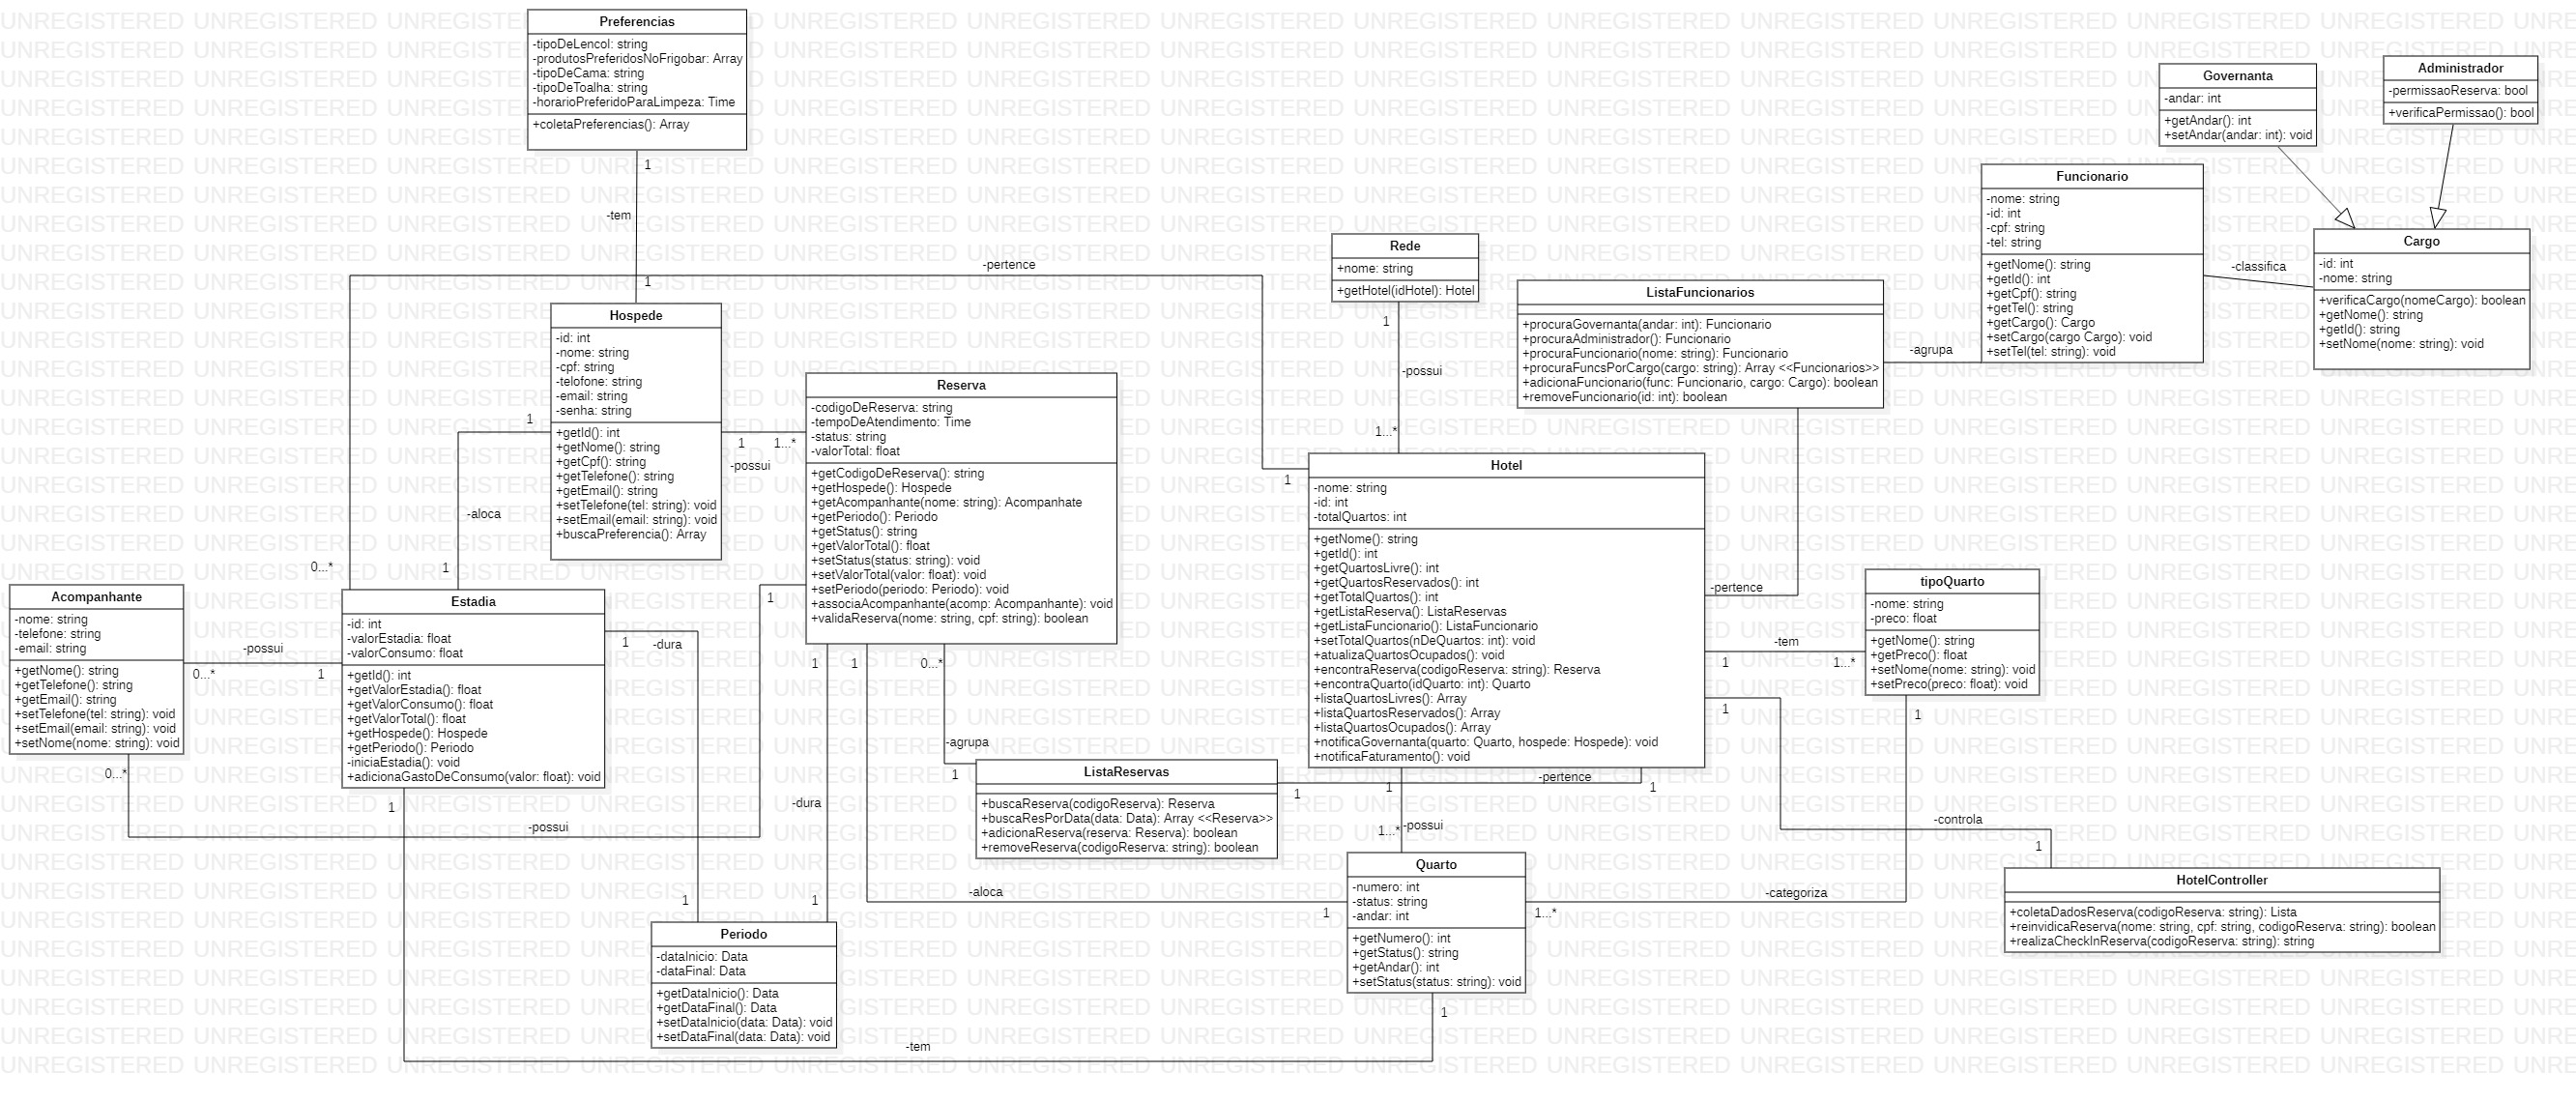 Preferencias
-tipoDeLencol: string
-produtosPreferidosNoFrigobar: Array
-tipoDeCama: string
-tipoDeToalha: string
-horarioPreferidoParaLimpeza: Time
+coletaPreferencias(): Array
1
-tem
1
Governanta
-andar: int
+getAndar(): int
+setAndar(andar: int): void
Administrador
-permissaoReserva: bool
+verificaPermissao(): bool
Funcionario
-nome: string
-id: int
-cpf: string
-tel: string
+getNome(): string
+getId(): int
+getCpf(): string
+getTel(): string
+getCargo(): Cargo
+setCargo(cargo Cargo): void
+setTel(tel: string): void
-classifica
Cargo
-id: int
-nome: string
+verificaCargo(nomeCargo): boolean
+getNome(): string
+getId(): string
+setNome(nome: string): void
-pertence
Rede
+nome: string
+getHotel(idHotel): Hotel
1
-possui
1...*
ListaFuncionarios
+procuraGovernanta(andar: int): Funcionario
+procuraAdministrador(): Funcionario
+procuraFuncionario(nome: string): Funcionario
+procuraFuncsPorCargo(cargo: string): Array <<Funcionarios>>
+adicionaFuncionario(func: Funcionario, cargo: Cargo): boolean
+removeFuncionario(id: int): boolean
-agrupa
Hospede
-id: int
-nome: string
-cpf: string
-telofone: string
-email: string
-senha: string
+getId(): int
+getNome(): string
+getCpf(): string
+getTelefone(): string
+getEmail(): string
+setTelefone(tel: string): void
+setEmail(email: string): void
+buscaPreferencia(): Array
1
-aloca
1
1
1...*
-possui
Reserva
-codigoDeReserva: string
-tempoDeAtendimento: Time
-status: string
-valorTotal: float
+getCodigoDeReserva(): string
+getHospede(): Hospede
+getAcompanhante(nome: string): Acompanhate
+getPeriodo(): Periodo
+getStatus(): string
+getValorTotal(): float
+setStatus(status: string): void
+setValorTotal(valor: float): void
+setPeriodo(periodo: Periodo): void
+associaAcompanhante(acomp: Acompanhante): void
+validaReserva(nome: string, cpf: string): boolean
1
Hotel
-nome: string
-id: int
-totalQuartos: int
+getNome(): string
+getId(): int
+getQuartosLivre(): int
+getQuartosReservados(): int
+getTotalQuartos(): int
+getListaReserva(): ListaReservas
+getListaFuncionario(): ListaFuncionario
+setTotalQuartos(nDeQuartos: int): void
+atualizaQuartosOcupados(): void
+encontraReserva(codigoReserva: string): Reserva
+encontraQuarto(idQuarto: int): Quarto
+listaQuartosLivres(): Array
+listaQuartosReservados(): Array
+listaQuartosOcupados(): Array
+notificaGovernanta(quarto: Quarto, hospede: Hospede): void
+notificaFaturamento(): void
-pertence
-tem
1
1...*
tipoQuarto
-nome: string
-preco: float
+getNome(): string
+getPreco(): float
+setNome(nome: string): void
+setPreco(preco: float): void
1
0...*
Acompanhante
-nome: string
-telefone: string
-email: string
+getNome(): string
+getTelefone(): string
+getEmail(): string
+setTelefone(tel: string): void
+setEmail(email: string): void
+setNome(nome: string): void
-possui
0...*
1
Estadia
-id: int
-valorEstadia: float
-valorConsumo: float
+getId(): int
+getValorEstadia(): float
+getValorConsumo(): float
+getValorTotal(): float
+getHospede(): Hospede
+getPeriodo(): Periodo
-iniciaEstadia(): void
+adicionaGastoDeConsumo(valor: float): void
1
-dura
1
1
1
0...*
-agrupa
1
1
0...*
1
-possui
-dura
ListaReservas
+buscaReserva(codigoReserva): Reserva
+buscaResPorData(data: Data): Array <<Reserva>>
+adicionaReserva(reserva: Reserva): boolean
+removeReserva(codigoReserva: string): boolean
1
-pertence
1
1
1...*
-possui
1
-controla
1
HotelController
+coletaDadosReserva(codigoReserva: string): Lista
+reinvidicaReserva(nome: string, cpf: string, codigoReserva: string): boolean
+realizaCheckInReserva(codigoReserva: string): string
Quarto
-numero: int
-status: string
-andar: int
+getNumero(): int
+getStatus(): string
+getAndar(): int
+setStatus(status: string): void
-aloca
1
1...*
-categoriza
1
1
1
Periodo
-dataInicio: Data
-dataFinal: Data
+getDataInicio(): Data
+getDataFinal(): Data
+setDataInicio(data: Data): void
+setDataFinal(data: Data): void
-tem
UNREGISTERED